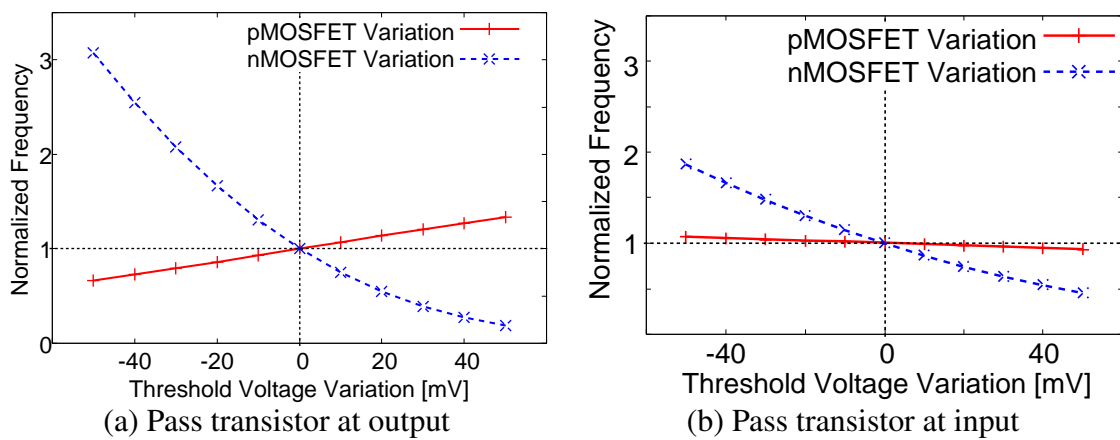 pMOSFET Variation
nMOSFET Variation
Normalized Frequency
3
2
1
0
-40 -20 0 20 40
Threshold Voltage Variation [mV]
(a) Pass transistor at output
pMOSFET Variation
nMOSFET Variation
Normalized Frequency
3
2
1
-40 0 40
Threshold Voltage Variation [mV]
(b) Pass transistor at input